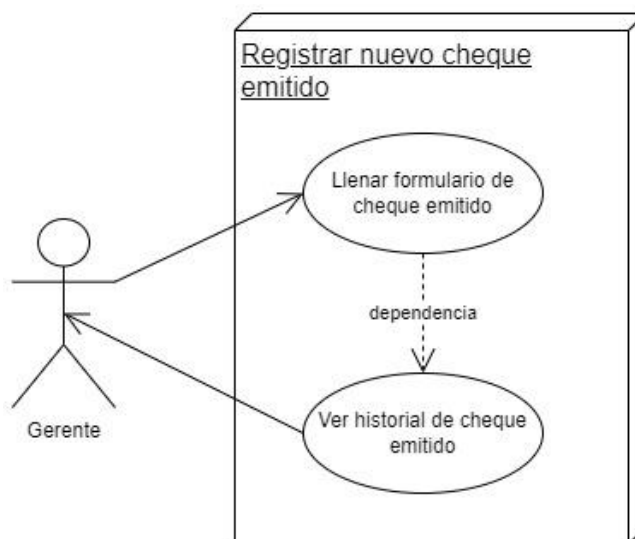 Registrar nuevo cheque
emitido
Llenar formulario de
cheque emitido
dependencia
Gerente
Ver historial de cheque
emitido